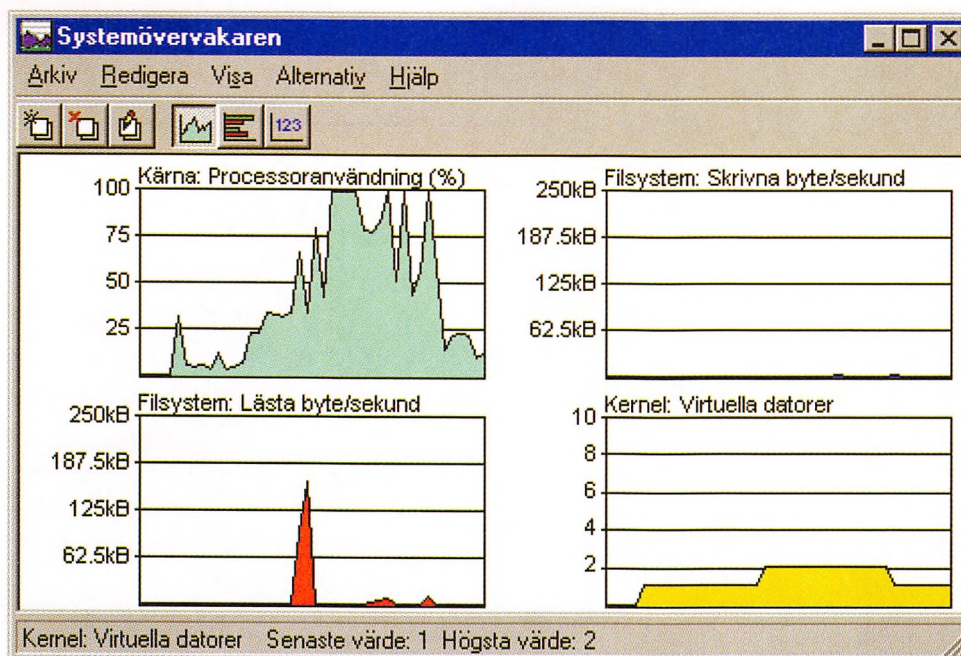 Systemövervakaren
Arkiv Redigera Visa Alternativ Hjälp
123
Kärna: Processoranvändning (%)
100
75
50
25
Filsystem: Skrivna byte/sekund
250kB
187.5kB
125kB
62.5kB
Filsystem: Lästa byte/sekund
250kB
187.5kB
125kB
62.5kB
Kernel: Virtuella datorer
10
8
6
4
2
Kernel: Virtuella datorer Senaste värde: 1 Högsta värde: 2